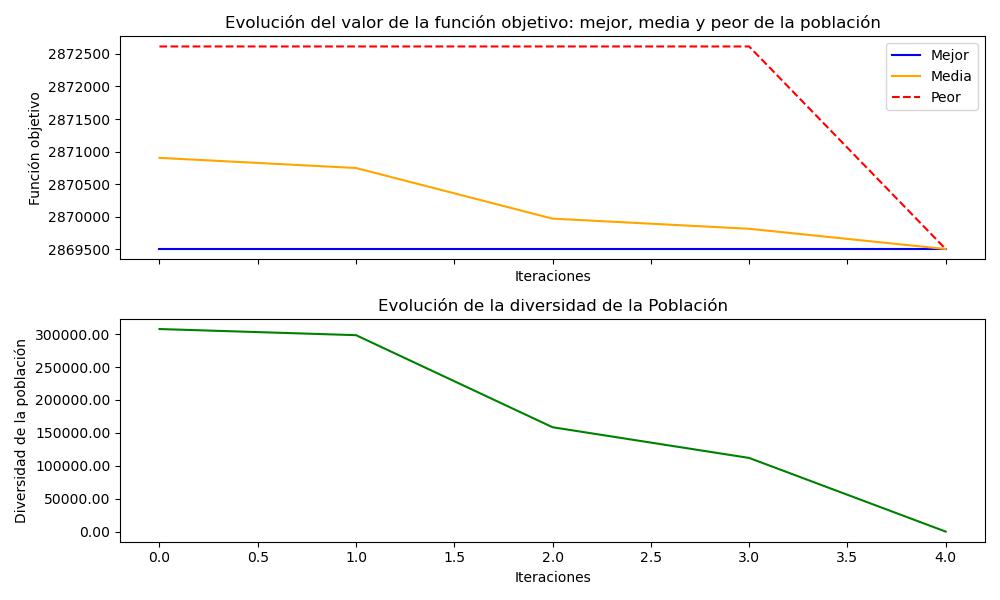 Evolución del valor de la función objetivo: mejor, media y peor de la población
2872500
2872000
2871500
2871000
2870500
2870000
2869500
Función objetivo
Mejor
Media
Peor
Iteraciones
Evolución de la diversidad de la Población
300000.00
250000.00
200000.00
150000.00
100000.00
50000.00
0.00
Diversidad de la población
0.0 0.5 1.0 1.5 2.0 2.5 3.0 3.5 4.0
Iteraciones